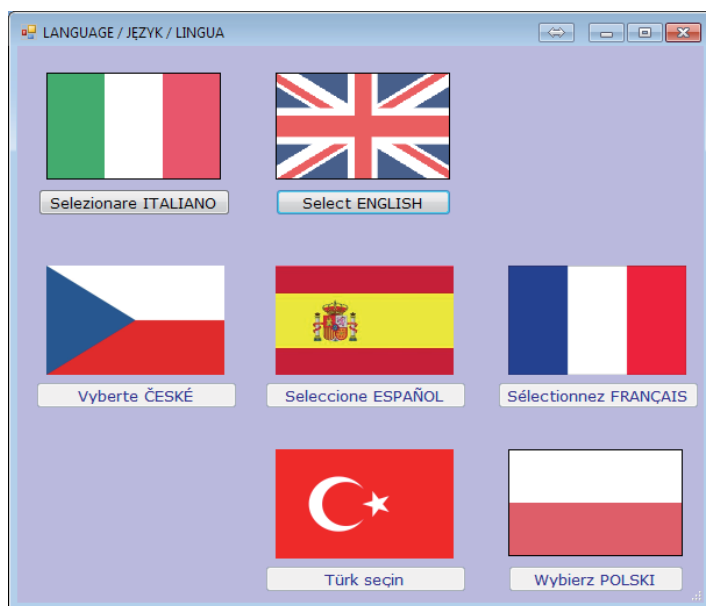 LANGUAGE / JĘZYK / LINGUA
Selezionare ITALIANO
Select ENGLISH
Vyberte ČESKÉ
Seleccione ESPAÑOL
Sélectionnez FRANÇAIS
Türk seçin
Wybierz POLSKI